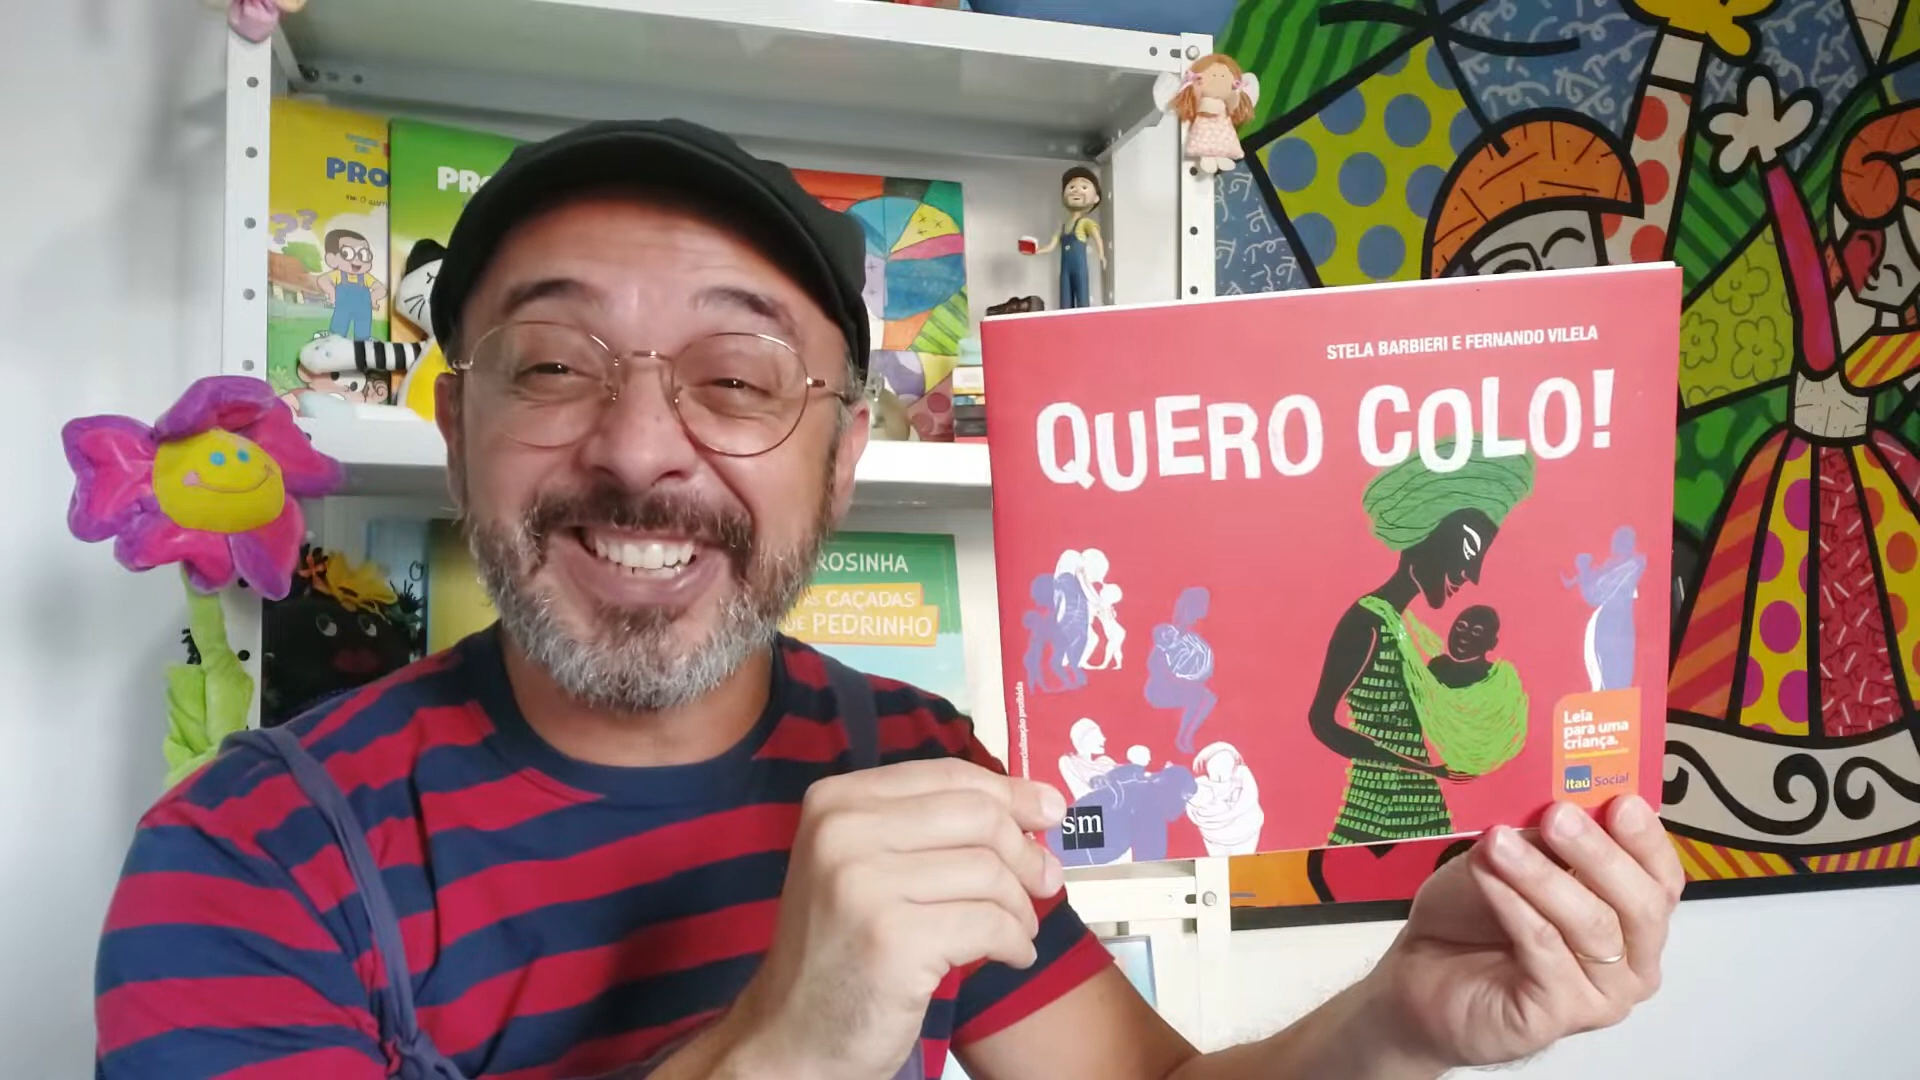 PRO
PR
STELA BARBIERI E FERNANDO VILELA
QUERO COLO!
ROSINHA
AS CAÇADAS
DE PEDRINHO
Leia
para uma
criança.
Itaú Social
sm